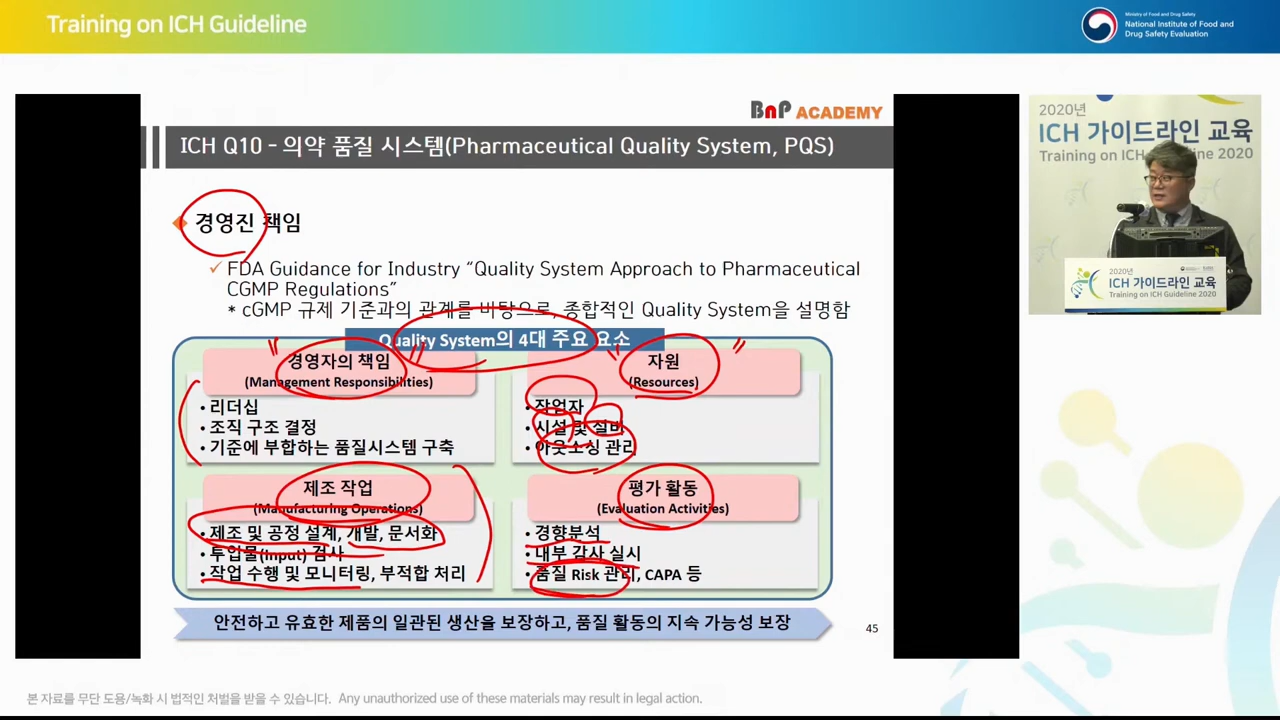 Training on ICH Guideline
Ministry of Food and Drug Safety
National Institute of Food and
Drug Safety Evaluation
BnP ACADEMY
ICH Q10 - 의약 품질 시스템(Pharmaceutical Quality System, PQS)
경영진 책임
✓ FDA Guidance for Industry “Quality System Approach to Pharmaceutical
CGMP Regulations”
* cGMP 규제 기준과의 관계를 바탕으로, 종합적인 Quality System을 설명함
Quality System의 4대 주요 요소
경영자의 책임
(Management Responsibilities)
• 리더십
• 조직 구조 결정
• 기준에 부합하는 품질시스템 구축
자원
(Resources)
• 작업자
• 시설 및 설비
• 아웃소싱 관리
제조 작업
(Manufacturing Operations)
• 제조 및 공정 설계, 개발, 문서화
• 투입물(Input) 검사
• 작업 수행 및 모니터링, 부적합 처리
평가 활동
(Evaluation Activities)
• 경향분석
• 내부 감사 실시
• 품질 Risk 관리, CAPA 등
안전하고 유효한 제품의 일관된 생산을 보장하고, 품질 활동의 지속 가능성 보장
45
2020년
ICH 가이드라인 교육
Training on ICH Guideline 2020
2020년
ICH 가이드라인 교육
Training on ICH Guideline 2020
본 자료를 무단 도용/녹화 시 법적인 처벌을 받을 수 있습니다. Any unauthorized use of these materials may result in legal action.